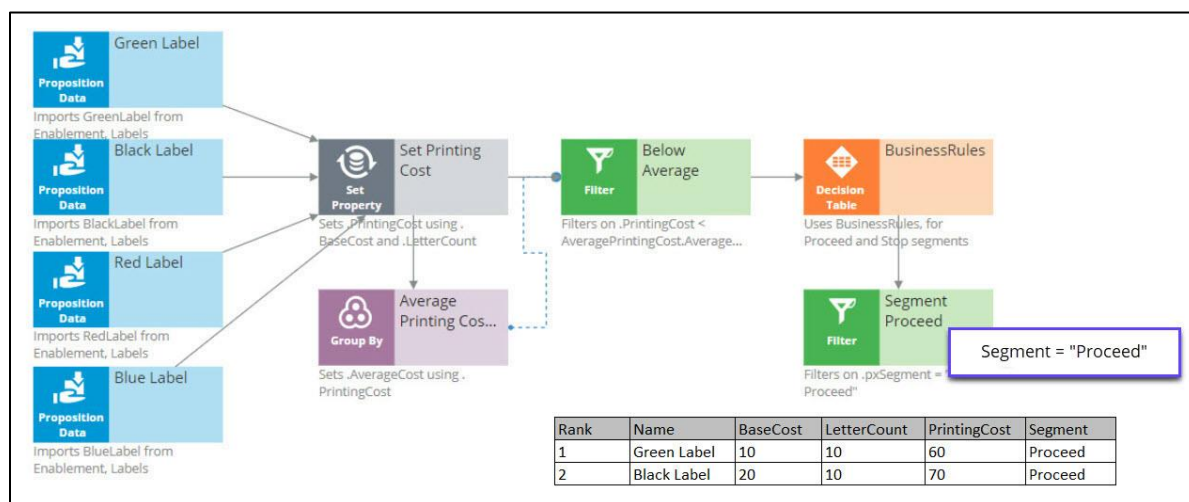 Green Label
Proposition
Data
Imports GreenLabel from
Enablement, Labels
Black Label
Proposition
Data
Imports BlackLabel from
Enablement, Labels
Red Label
Proposition
Data
Imports RedLabel from
Enablement, Labels
Blue Label
Proposition
Data
Imports BlueLabel from
Enablement, Labels
Set Printing
Cost
Set
Property
Sets .PrintingCost using .
BaseCost and .LetterCount
Average
Printing Cos...
Group By
Sets .AverageCost using .
PrintingCost
Below
Average
Filter
Filters on .PrintingCost <
AveragePrintingCost.Average...
BusinessRules
Decision
Table
Uses BusinessRules, for
Proceed and Stop segments
Segment
Proceed
Filter
Filters on .pxSegment = "
Proceed"
Segment = "Proceed"
Rank Name BaseCost LetterCount PrintingCost Segment
1 Green Label 10 10 60 Proceed
2 Black Label 20 10 70 Proceed